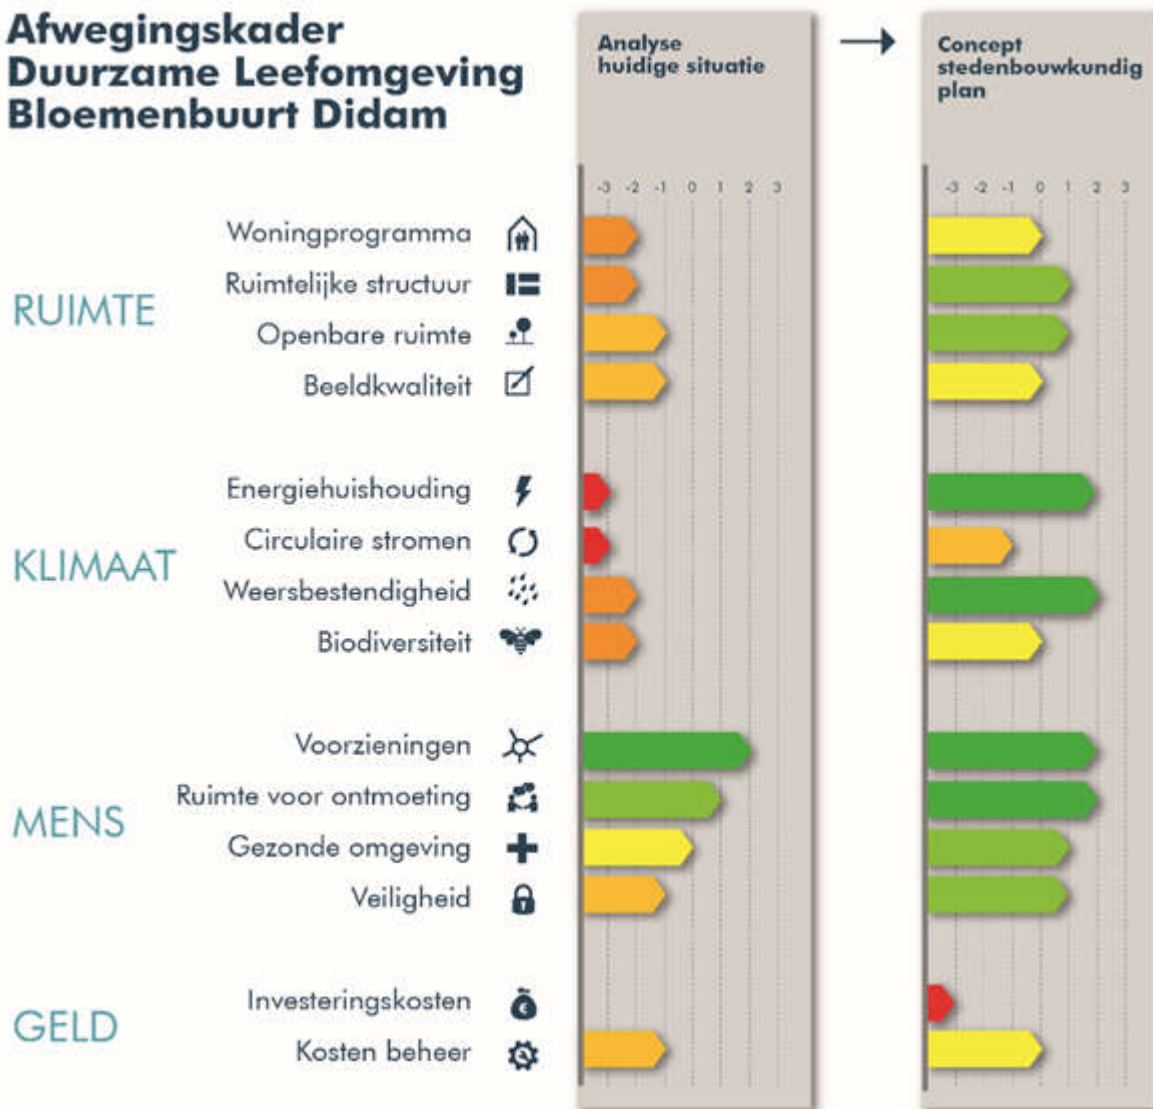 Afwegingskader
Duurzame Leefomgeving
Bloemenbuurt Didam
Analyse
huidige situatie
Concept
stedenbouwkundig
plan
-3 -2 -1 0 1 2 3
-3 -2 -1 0 1 2 3
RUIMTE
Woningprogramma
Ruimtelijke structuur
Openbare ruimte
Beeldkwaliteit
KLIMAAT
Energiehuishouding
Circulaire stromen
Weersbestendigheid
Biodiversiteit
MENS
Voorzieningen
Ruimte voor ontmoeting
Gezonde omgeving
Veiligheid
GELD
Investeringskosten
€
Kosten beheer